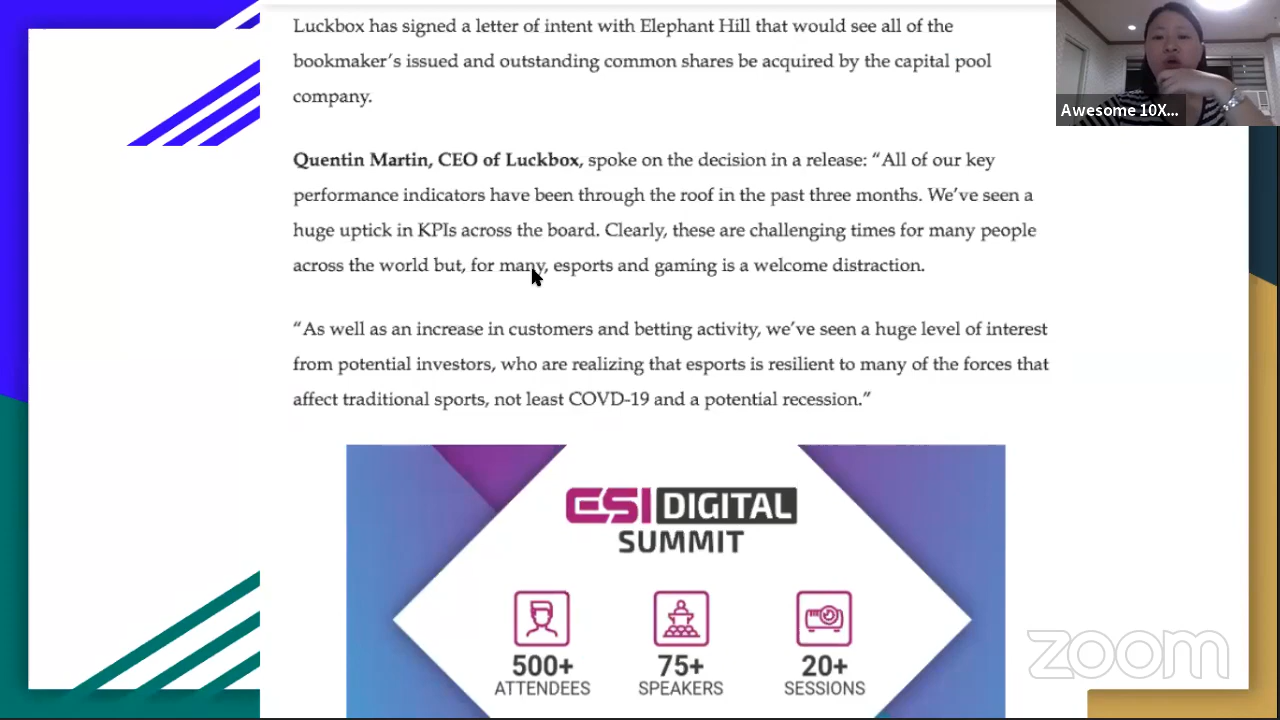 Luckbox has signed a letter of intent with Elephant Hill that would see all of the
bookmaker’s issued and outstanding common shares be acquired by the capital pool
company.
Awesome 10X...
Quentin Martin, CEO of Luckbox, spoke on the decision in a release: “All of our key
performance indicators have been through the roof in the past three months. We’ve seen a
huge uptick in KPIs across the board. Clearly, these are challenging times for many people
across the world but, for many, esports and gaming is a welcome distraction.
“As well as an increase in customers and betting activity, we’ve seen a huge level of interest
from potential investors, who are realizing that esports is resilient to many of the forces that
affect traditional sports, not least COVD-19 and a potential recession.”
ESI DIGITAL
SUMMIT
500+
ATTENDEES
75+
SPEAKERS
20+
SESSIONS
zoom